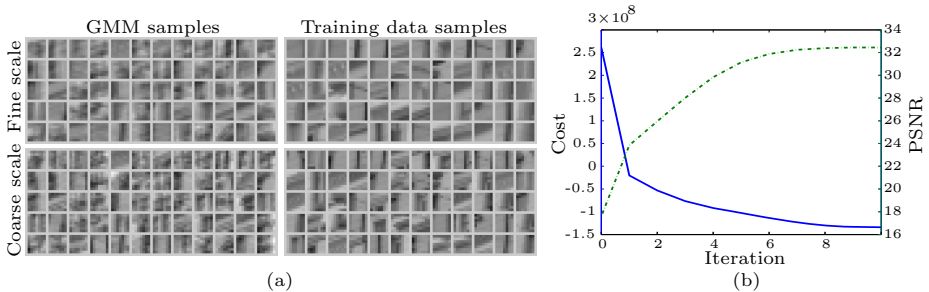 GMM samples
Training data samples
Fine scale
Coarse scale
(a)
3×10⁸
2.5
2
1.5
1
0.5
0
-0.5
-1
-1.5
Cost
34
32
30
28
26
24
22
20
18
16
PSNR
0 2 4 6 8
Iteration
(b)